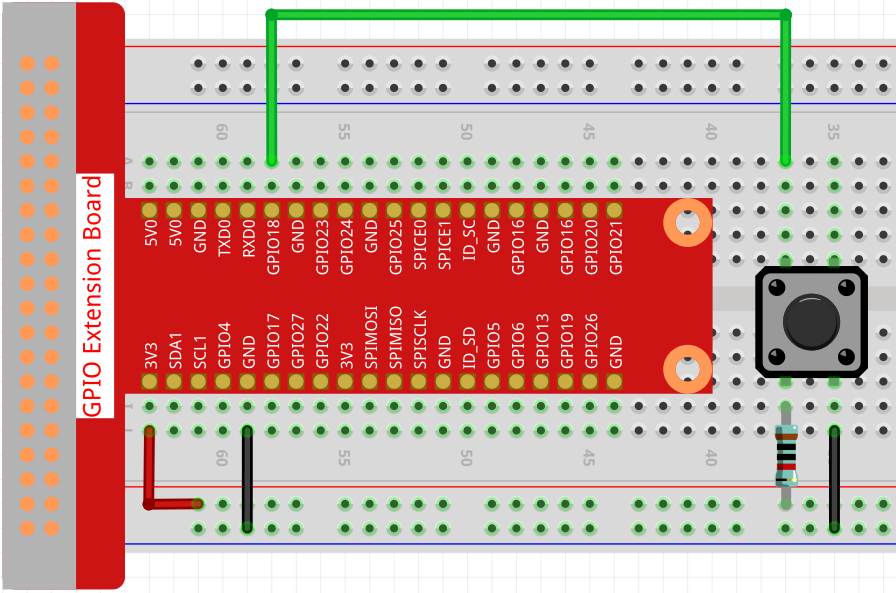 GPIO Extension Board
60
55
50
45
40
35
A
B
5V0
5V0
GND
TXD0
RXD0
GPIO18
GND
GPIO23
GPIO24
GND
GPIO25
SPICE0
SPICE1
ID_SC
GND
GPIO16
GND
GPIO16
GPIO20
GPIO21
3V3
SDA1
SCL1
GPIO4
GND
GPIO17
GPIO27
GPIO22
3V3
SPIMOSI
SPIMISO
SPISCLK
GND
ID_SD
GPIO5
GPIO6
GPIO13
GPIO19
GPIO26
GND
60
55
50
45
40